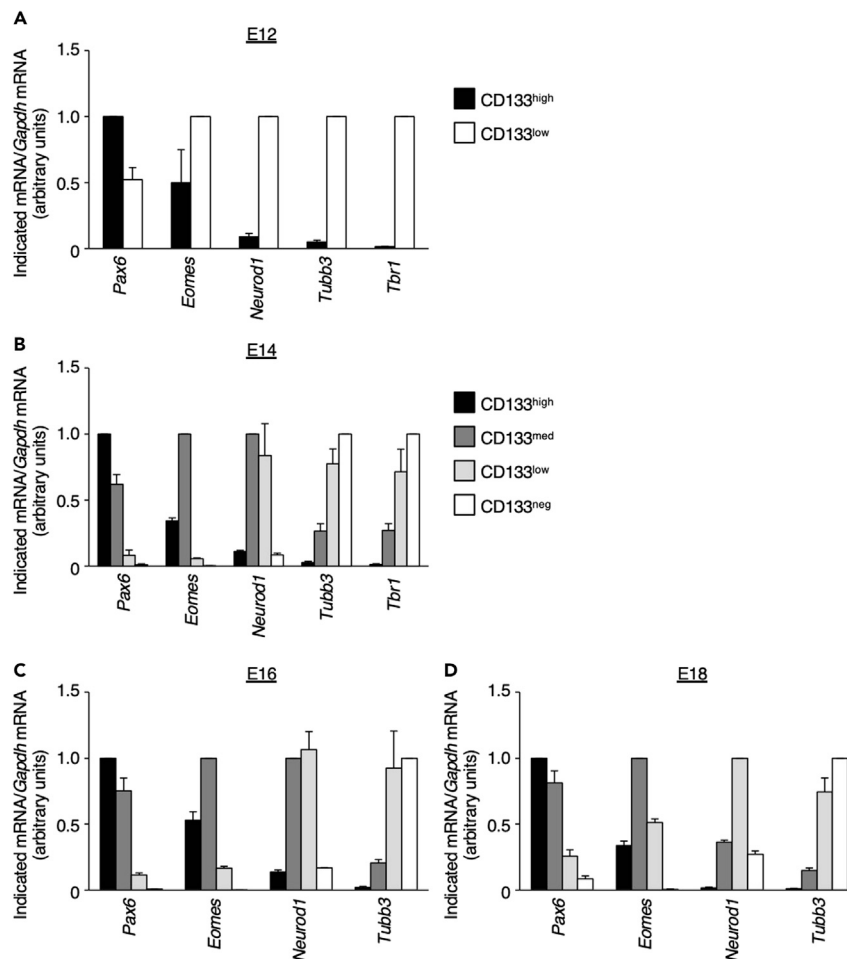 A
E12
Indicated mRNA/Gapdh mRNA
(arbitrary units)
1.5
1.0
0.5
0
Pax6
Eomes
Neurod1
Tubb3
Tbr1
CD133high
CD133low
B
E14
Indicated mRNA/Gapdh mRNA
(arbitrary units)
1.5
1.0
0.5
0
Pax6
Eomes
Neurod1
Tubb3
Tbr1
CD133high
CD133med
CD133low
CD133neg
C
E16
Indicated mRNA/Gapdh mRNA
(arbitrary units)
1.5
1.0
0.5
0
Pax6
Eomes
Neurod1
Tubb3
D
E18
Indicated mRNA/Gapdh mRNA
(arbitrary units)
1.5
1.0
0.5
0
Pax6
Eomes
Neurod1
Tubb3